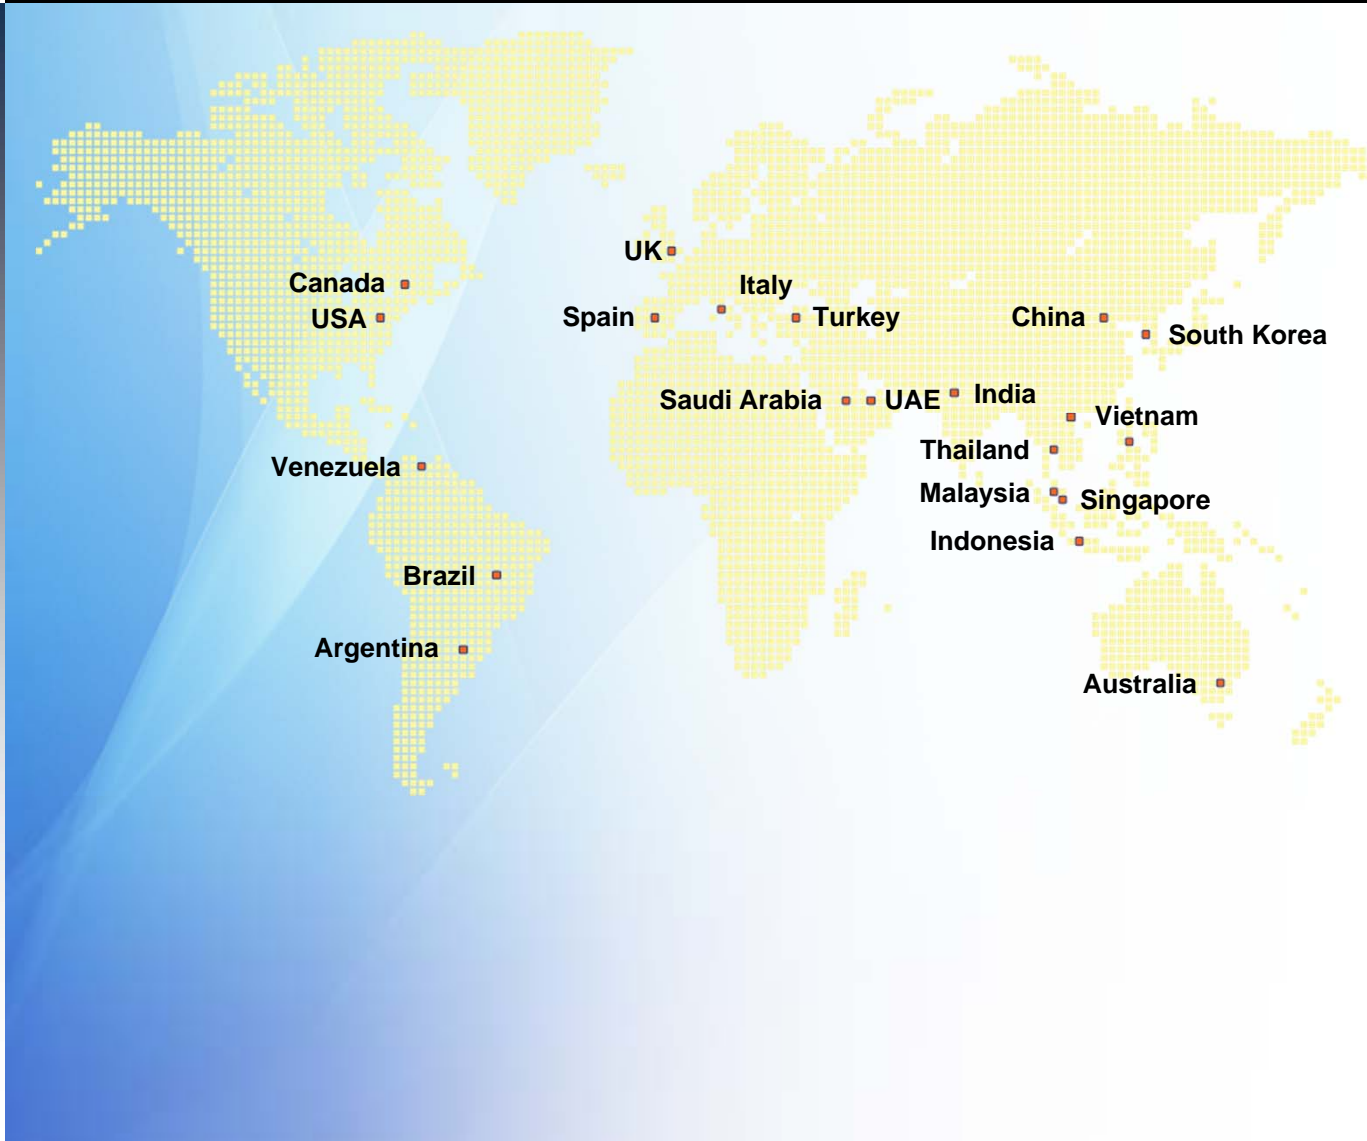 UK
Canada
Italy
USA
Spain
Turkey
China
South Korea
Saudi Arabia
UAE
India
Vietnam
Thailand
Venezuela
Malaysia
Singapore
Indonesia
Brazil
Argentina
Australia